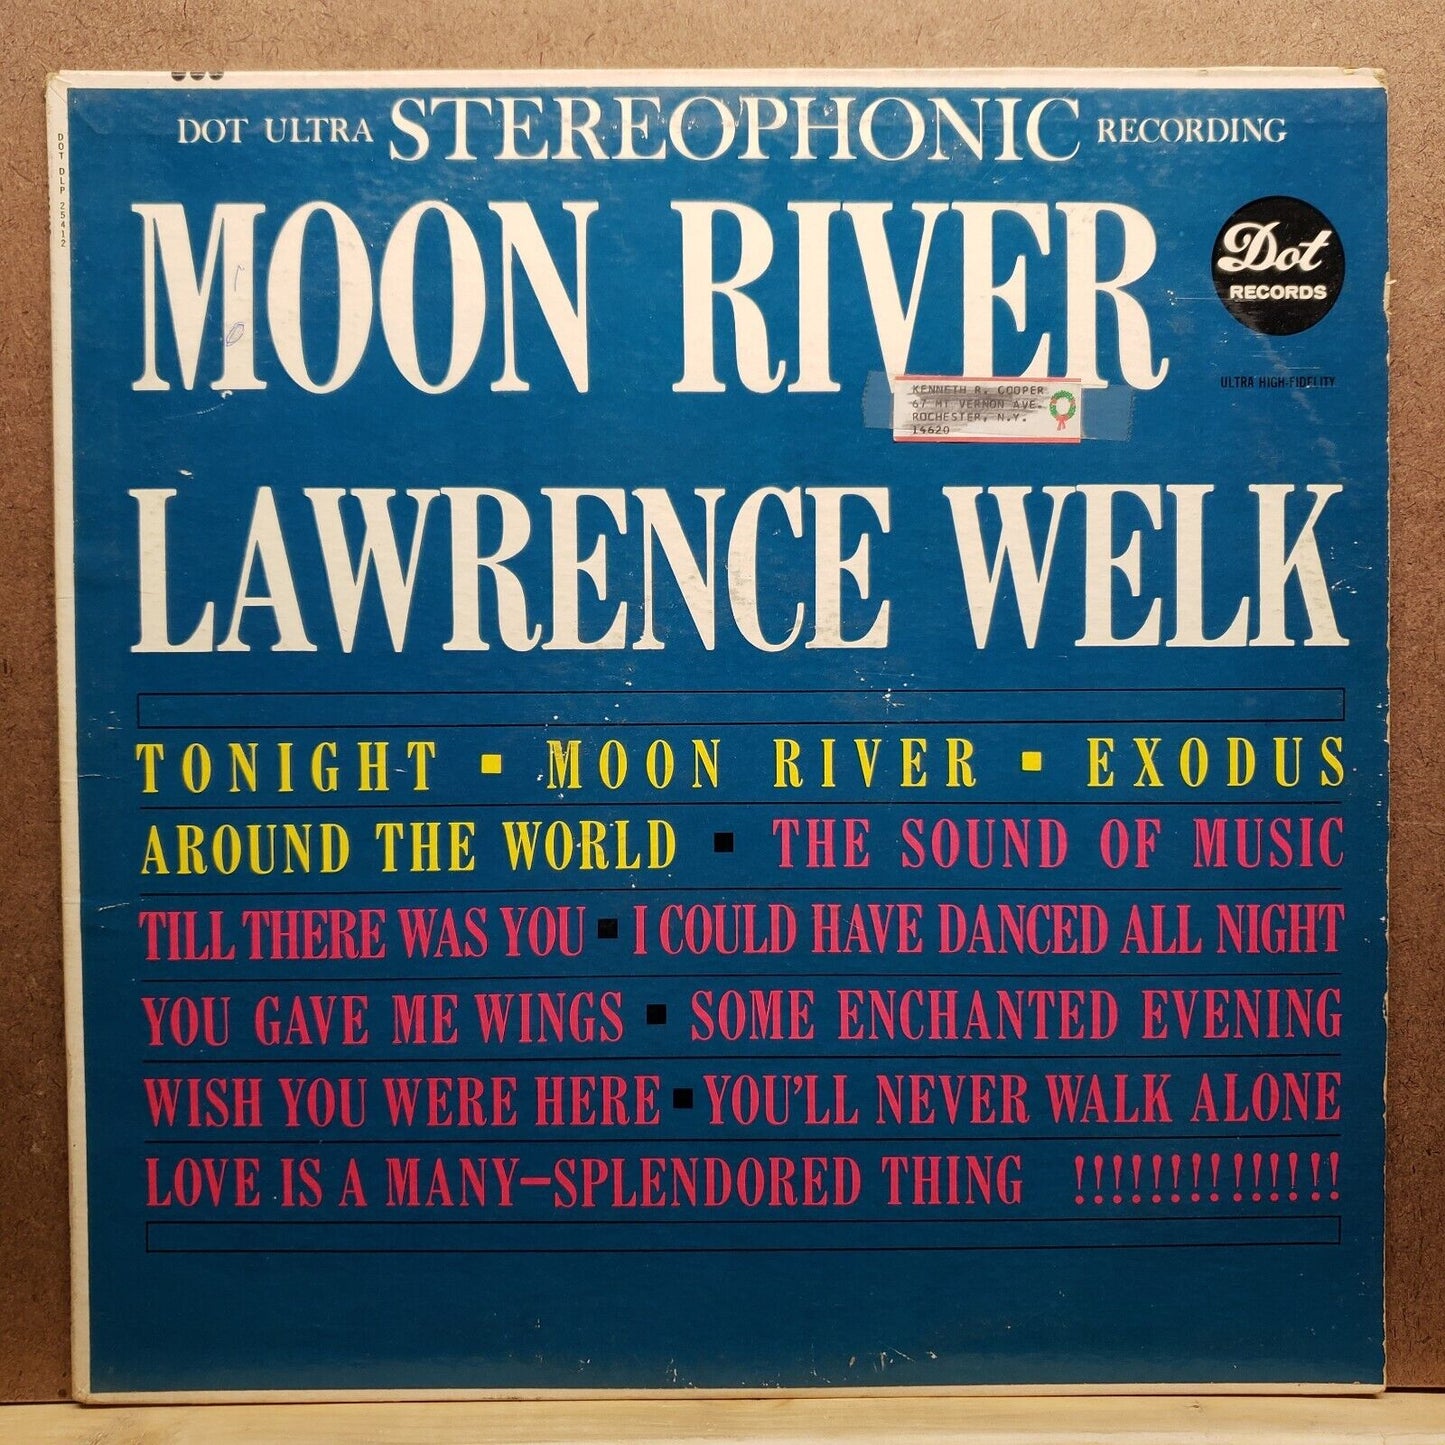 DOT ULTRA STEREOPHONIC RECORDING
DOT DLP 25412
MOON RIVER
Dot
RECORDS
ULTRA HIGH-FIDELITY
KENNETH R. COOPER
67 MT VERNON AVE.
ROCHESTER, N.Y.
14620
LAWRENCE WELK
TONIGHT ▪ MOON RIVER ▪ EXODUS
AROUND THE WORLD ▪ THE SOUND OF MUSIC
TILL THERE WAS YOU ▪ I COULD HAVE DANCED ALL NIGHT
YOU GAVE ME WINGS ▪ SOME ENCHANTED EVENING
WISH YOU WERE HERE ▪ YOU'LL NEVER WALK ALONE
LOVE IS A MANY—SPLENDORED THING !!!!!!!!!!!!!!